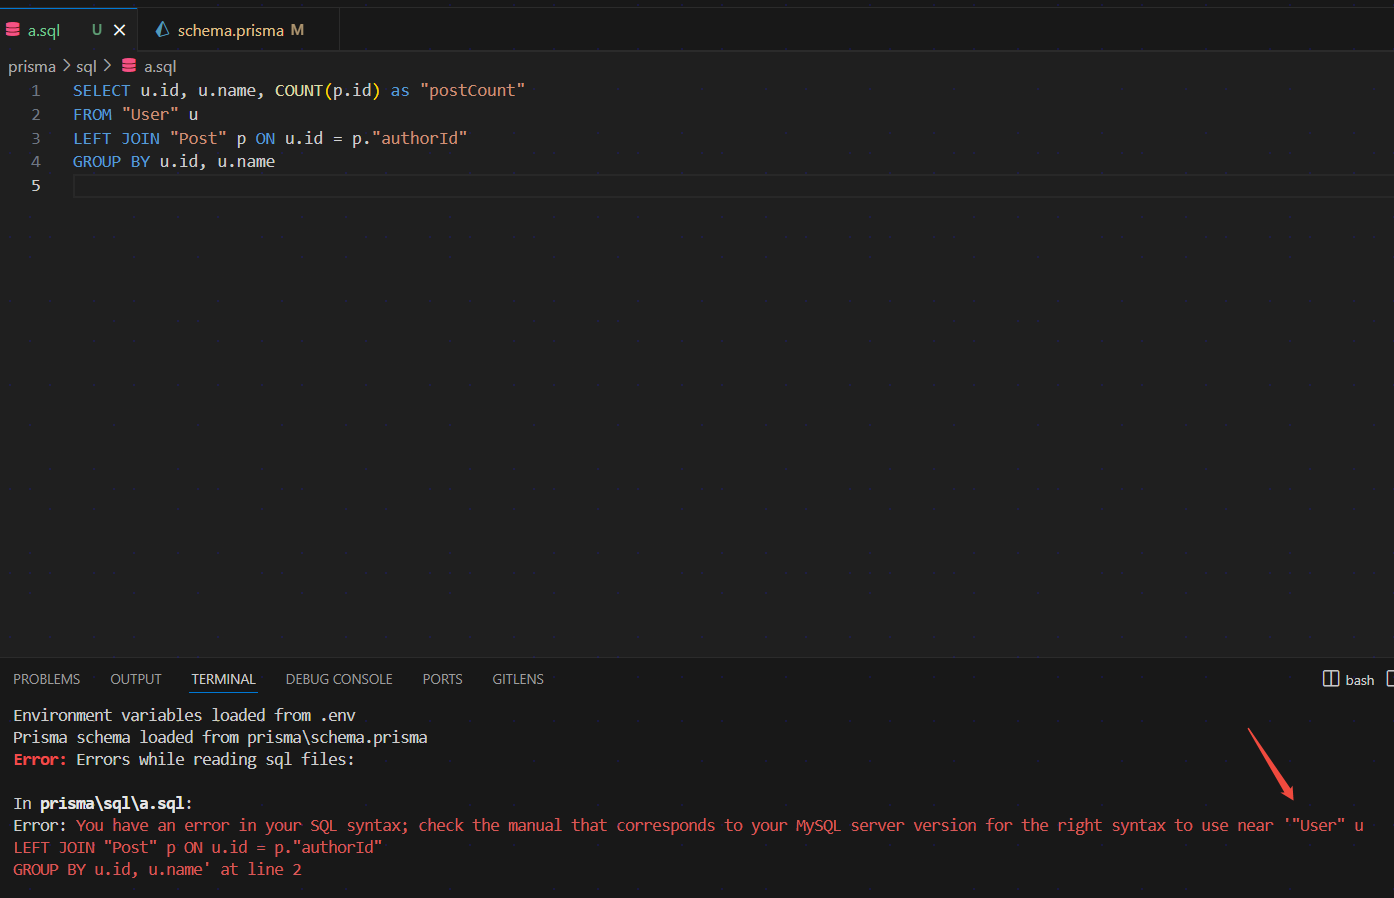 a.sql U schema.prisma M
prisma > sql > a.sql
1 SELECT u.id, u.name, COUNT(p.id) as "postCount"
2 FROM "User" u
3 LEFT JOIN "Post" p ON u.id = p."authorId"
4 GROUP BY u.id, u.name
5
PROBLEMS OUTPUT TERMINAL DEBUG CONSOLE PORTS GITLENS bash
Environment variables loaded from .env
Prisma schema loaded from prisma\schema.prisma
Error: Errors while reading sql files:
In prisma\sql\a.sql:
Error: You have an error in your SQL syntax; check the manual that corresponds to your MySQL server version for the right syntax to use near '"User" u
LEFT JOIN "Post" p ON u.id = p."authorId"
GROUP BY u.id, u.name' at line 2